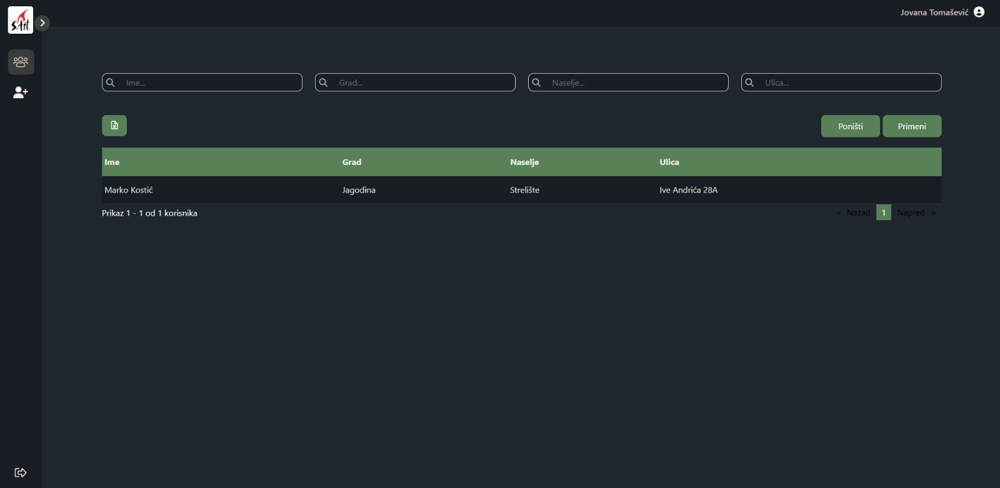 SArt
Jovana Tomašević
Ime...
Grad...
Naselje...
Ulica...
Poništi
Primeni
Ime Grad Naselje Ulica
Marko Kostić Jagodina Strelište Ive Andrića 28A
Prikaz 1 - 1 od 1 korisnika
« Nazad 1 Napred »